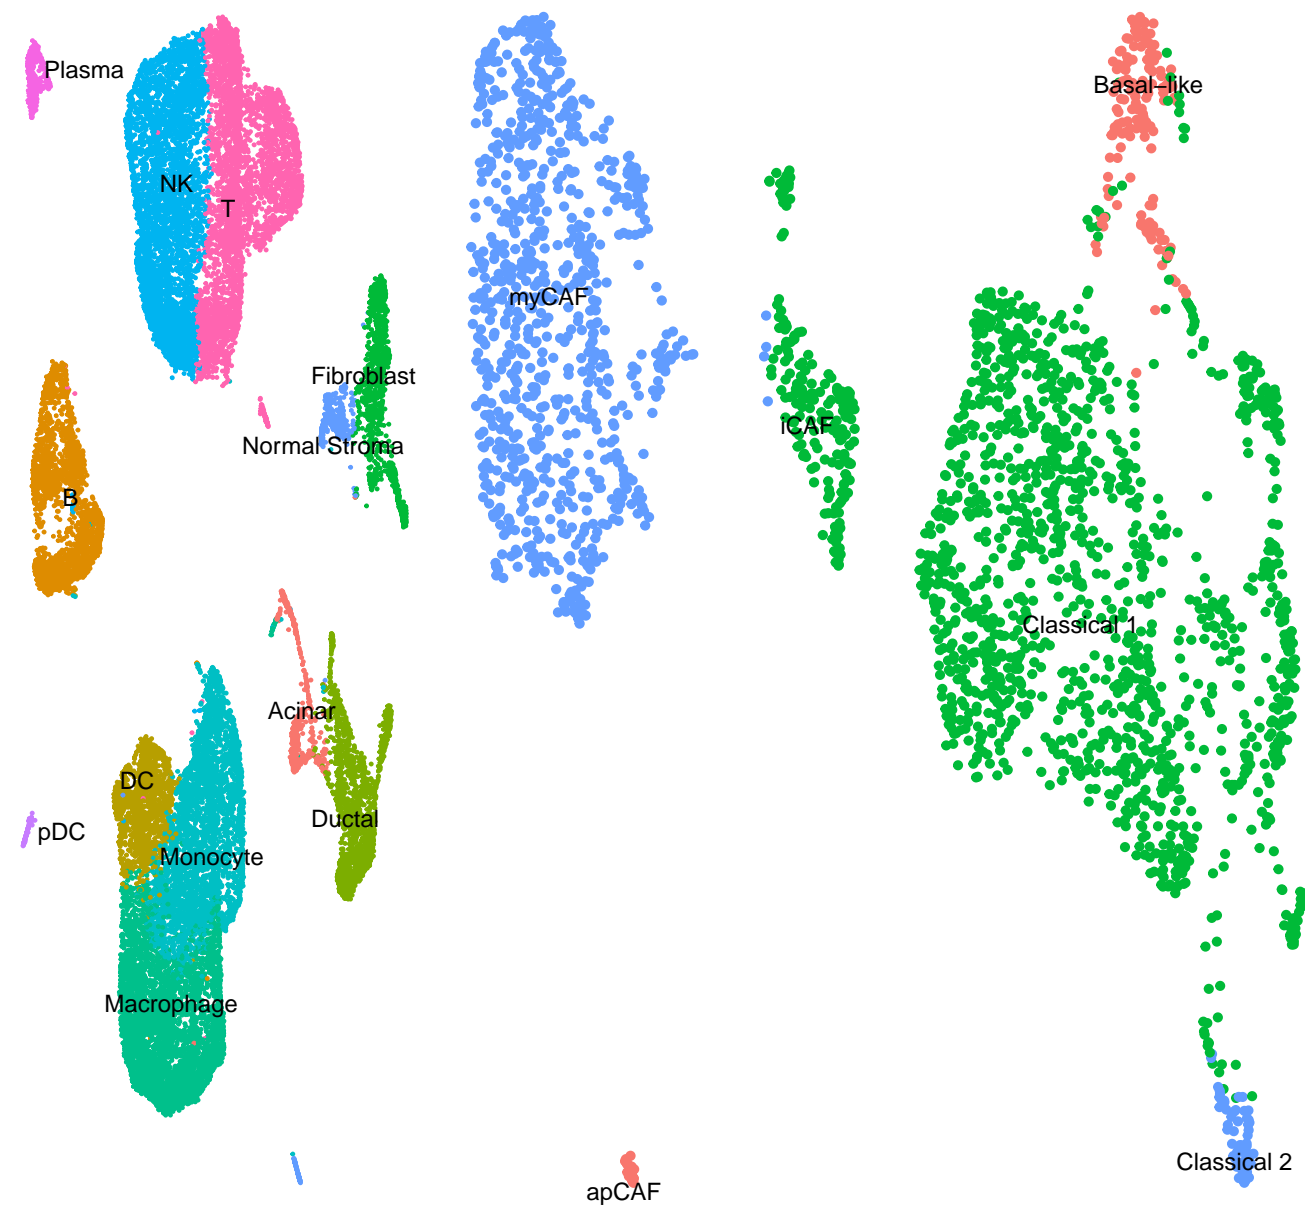 Plasma
Basal-like
NK
T
myCAF
Fibroblast
iCAF
Normal Stroma
B
Classical 1
Acinar
DC
Ductal
pDC
Monocyte
Macrophage
Classical 2
apCAF